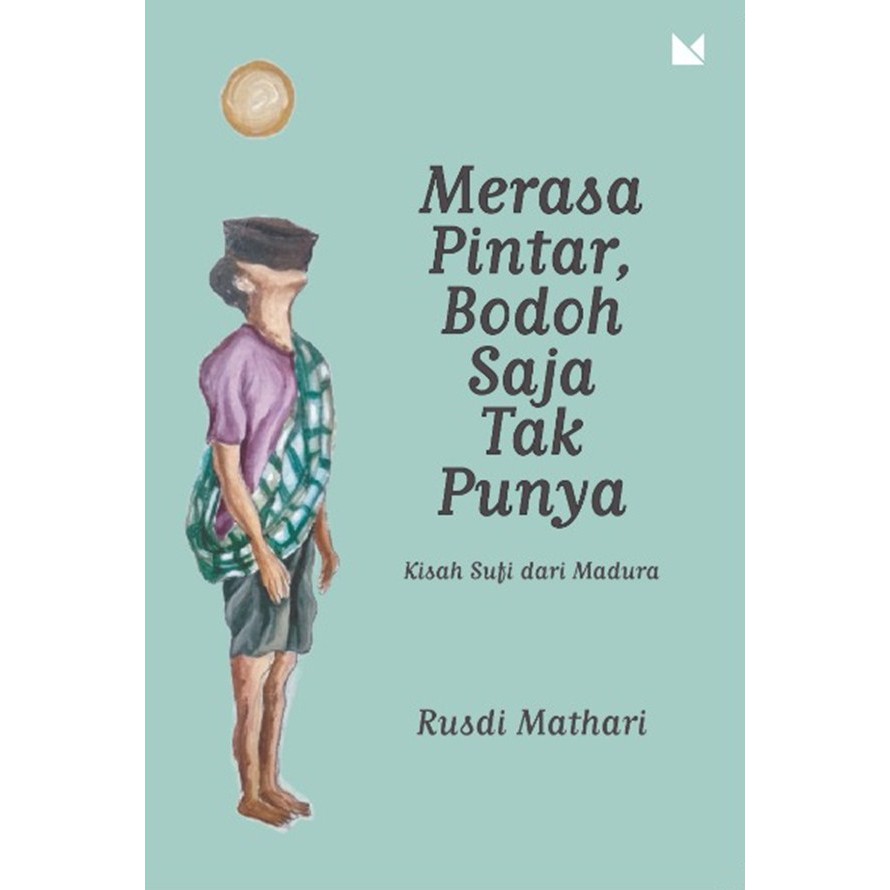 Merasa
Pintar,
Bodoh
Saja
Tak
Punya
Kisah Sufi dari Madura
Rusdi Mathari